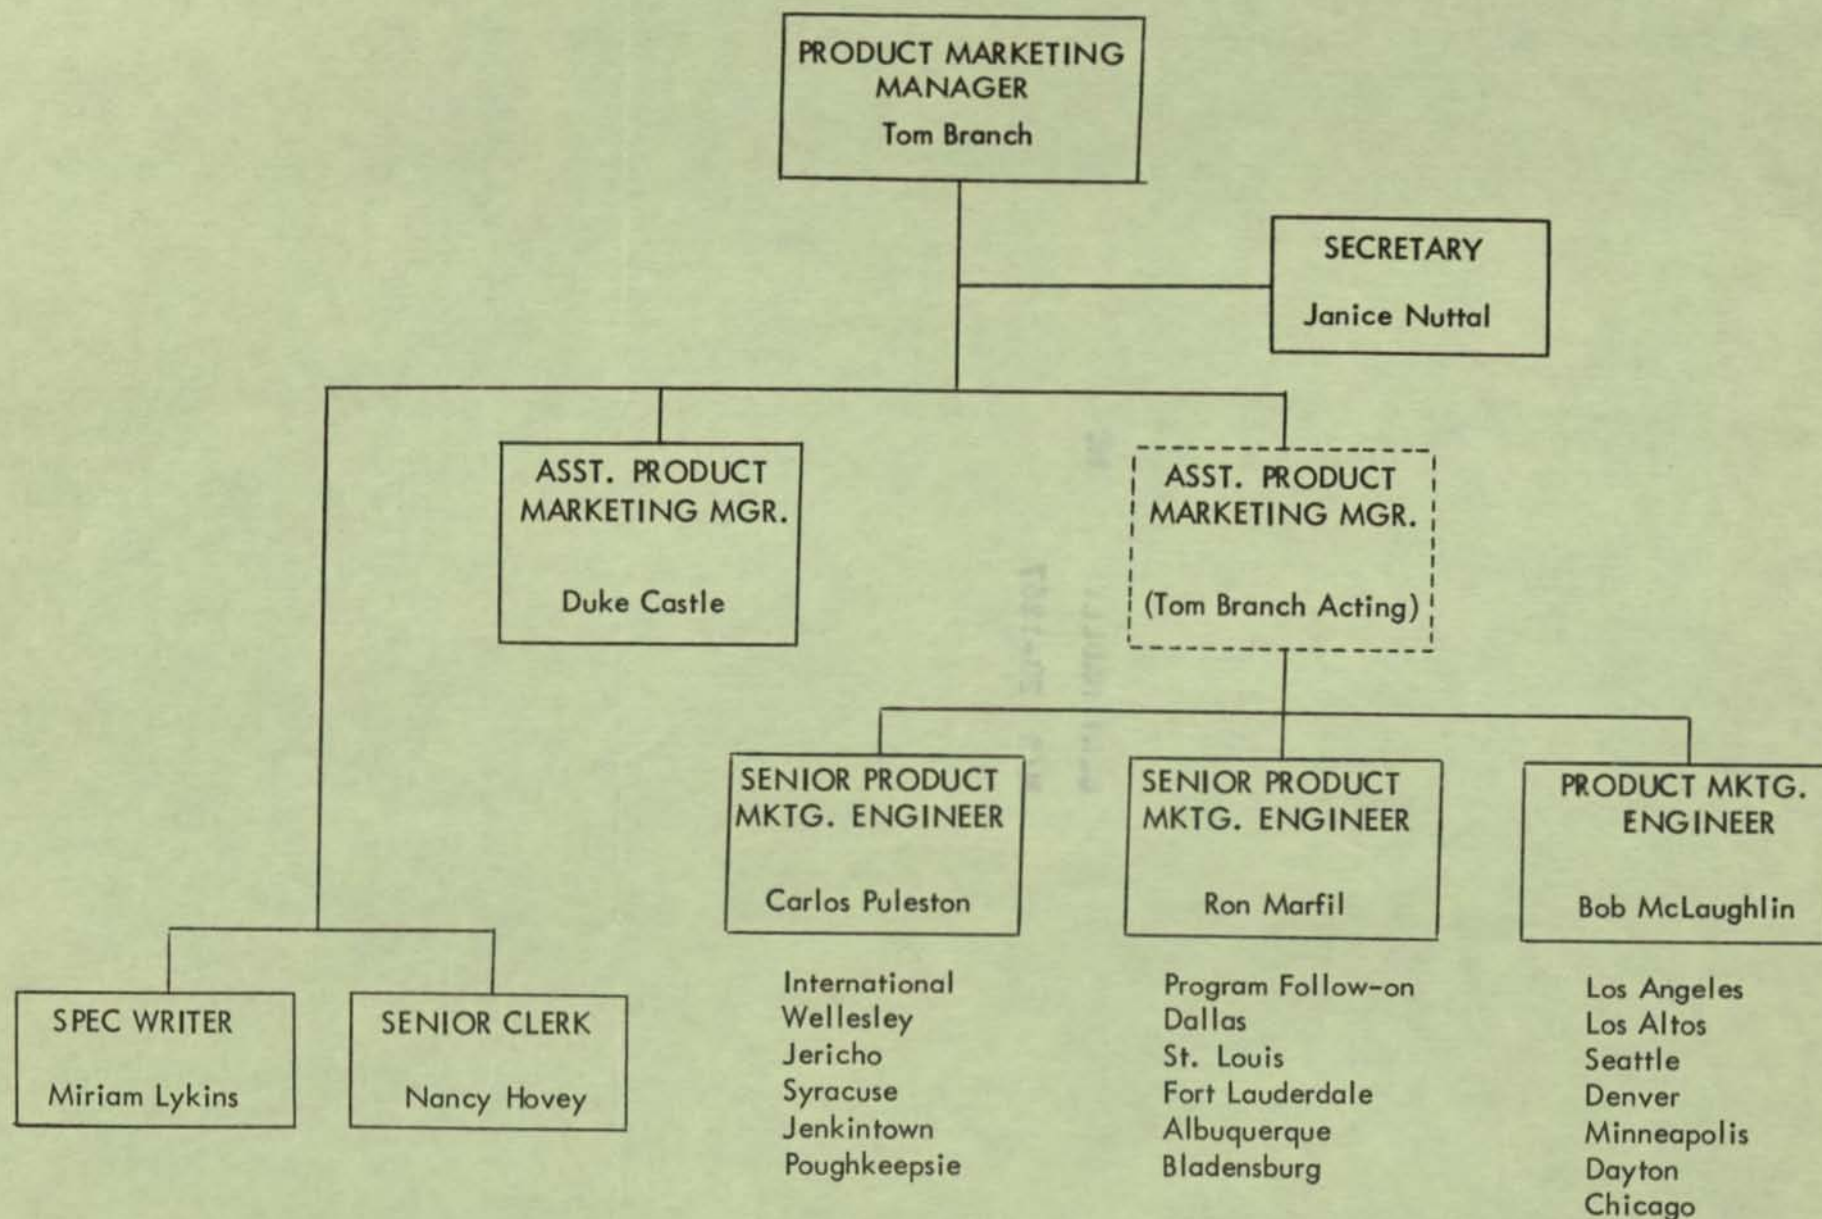 PRODUCT MARKETING
MANAGER
Tom Branch
SECRETARY
Janice Nuttal
ASST. PRODUCT
MARKETING MGR.
Duke Castle
ASST. PRODUCT
MARKETING MGR.
(Tom Branch Acting)
SENIOR PRODUCT
MKTG. ENGINEER
Carlos Puleston
International
Wellesley
Jericho
Syracuse
Jenkintown
Poughkeepsie
SENIOR PRODUCT
MKTG. ENGINEER
Ron Marfil
Program Follow-on
Dallas
St. Louis
Fort Lauderdale
Albuquerque
Bladensburg
PRODUCT MKTG.
ENGINEER
Bob McLaughlin
Los Angeles
Los Altos
Seattle
Denver
Minneapolis
Dayton
Chicago
SPEC WRITER
Miriam Lykins
SENIOR CLERK
Nancy Hovey